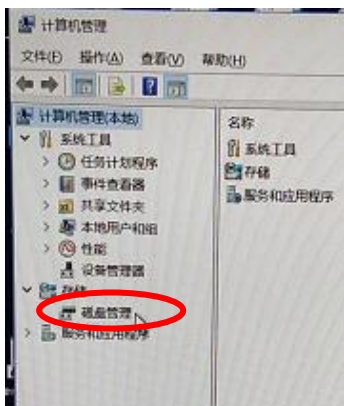 计算机管理
文件(F) 操作(A) 查看(V) 帮助(H)
计算机管理(本地)
系统工具
任务计划程序
事件查看器
共享文件夹
本地用户和组
性能
设备管理器
存储
磁盘管理
服务和应用程序
名称
系统工具
存储
服务和应用程序